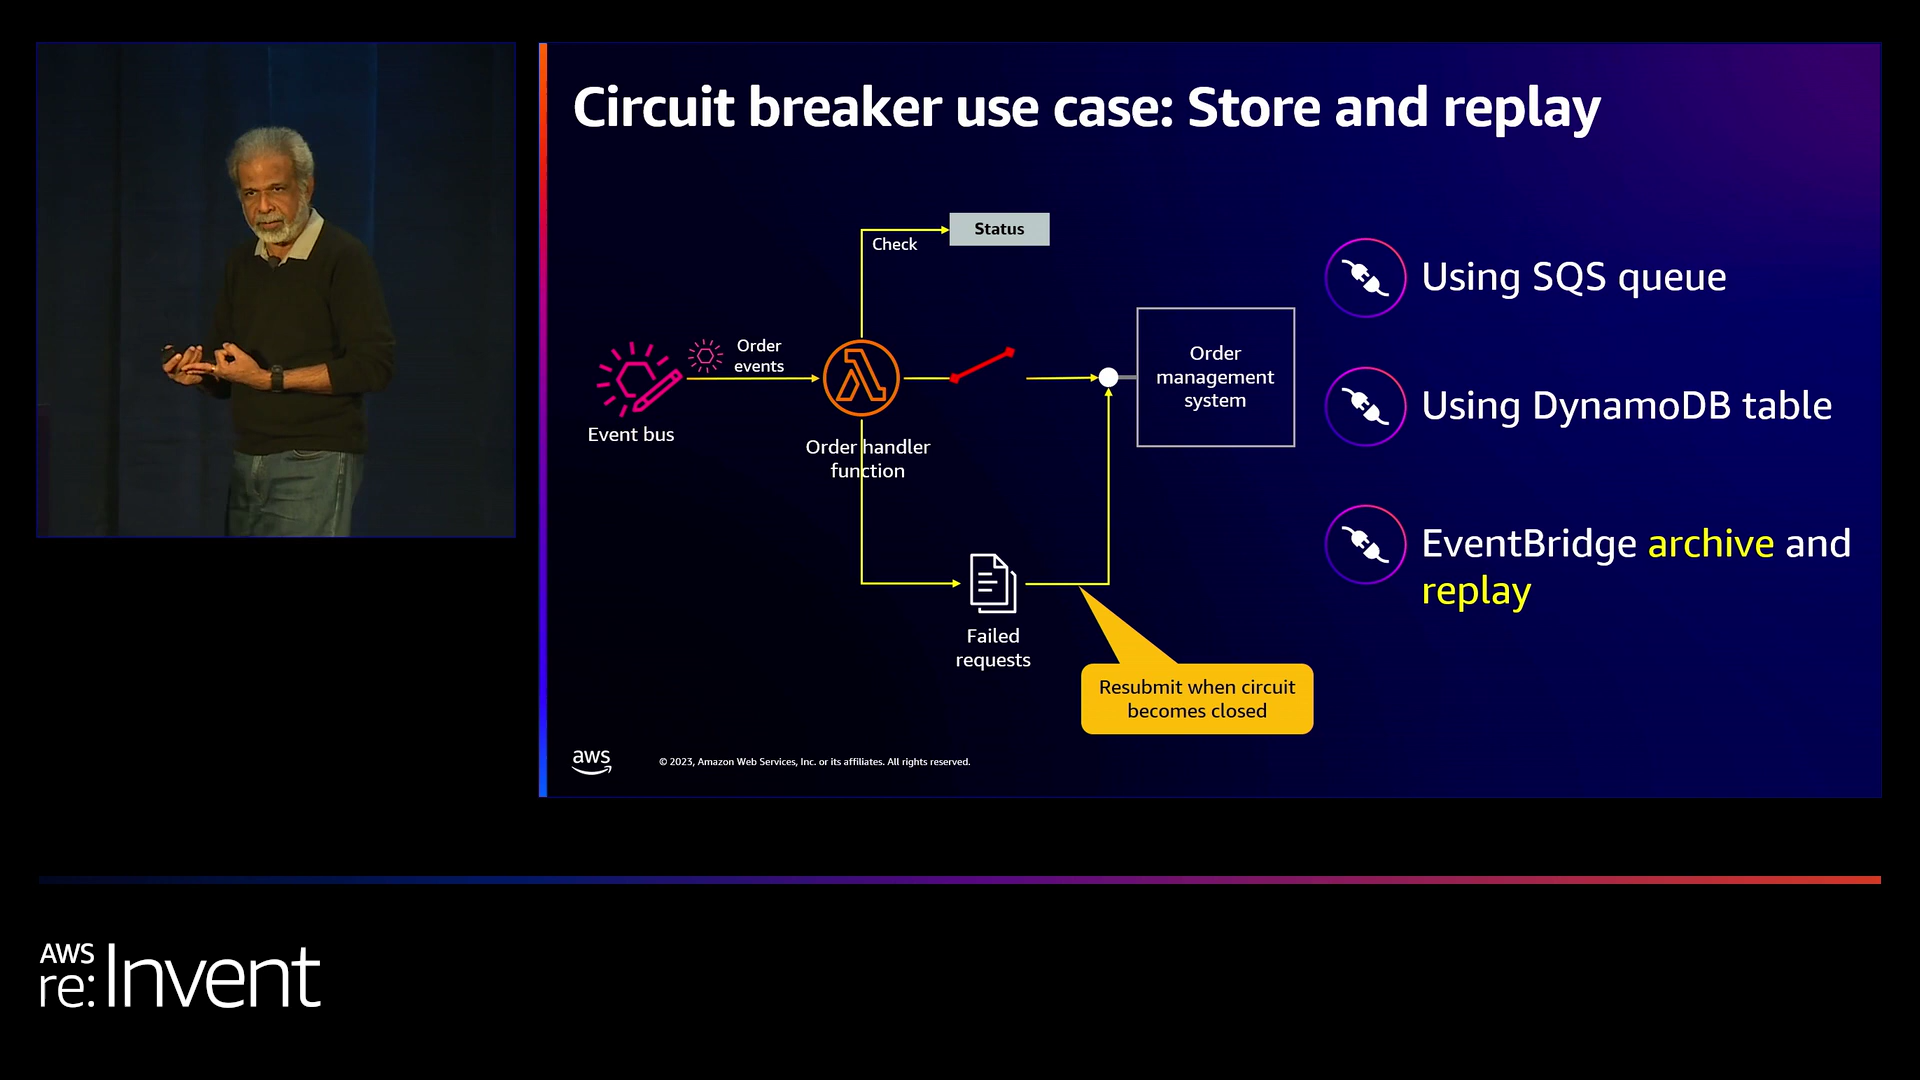 Circuit breaker use case: Store and replay
Status
Check
Order
events
Event bus
Order handler
function
Order
management
system
Failed
requests
Resubmit when circuit
becomes closed
Using SQS queue
Using DynamoDB table
EventBridge archive and
replay
aws
© 2023, Amazon Web Services, Inc. or its affiliates. All rights reserved.
AWS
re:Invent